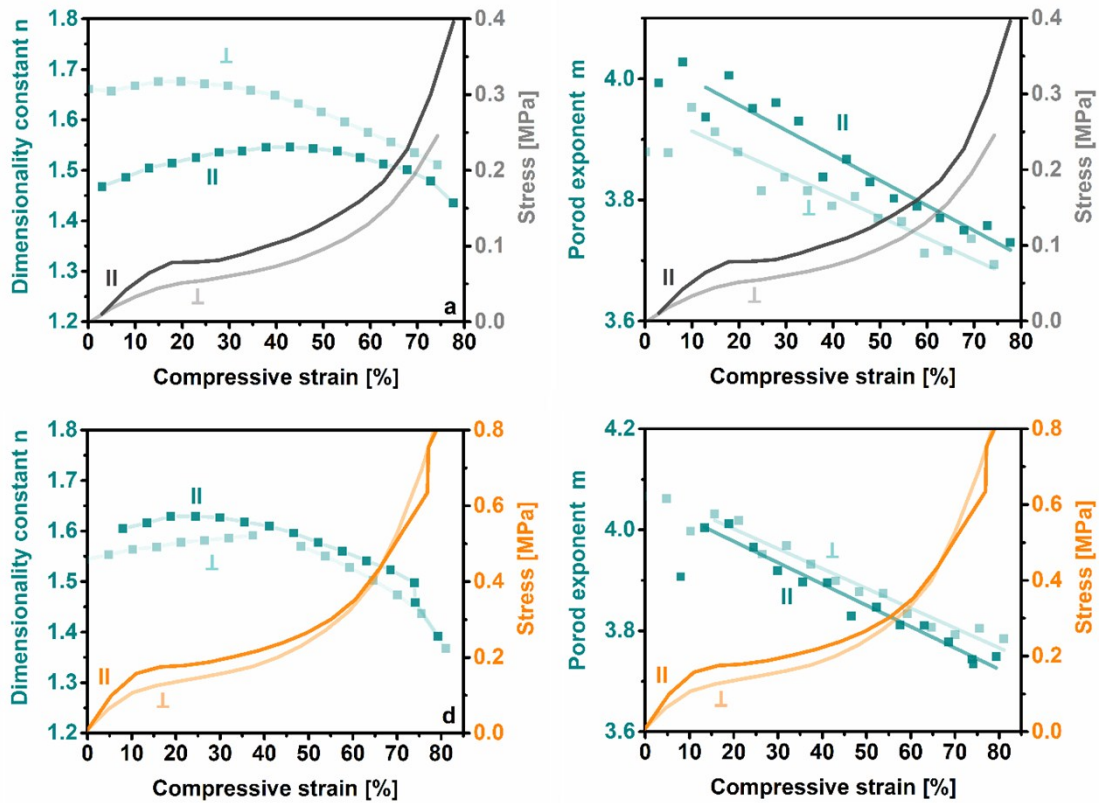 Dimensionality constant n
1.8
1.7
1.6
1.5
1.4
1.3
1.2
⊥
II
II
⊥
a
0.4
0.3
0.2
0.1
0.0
Stress [MPa]
0 10 20 30 40 50 60 70 80
Compressive strain [%]
Porod exponent m
4.0
3.8
3.6
II
⊥
II
⊥
0.4
0.3
0.2
0.1
0.0
Stress [MPa]
0 10 20 30 40 50 60 70 80
Compressive strain [%]
Dimensionality constant n
1.8
1.7
1.6
1.5
1.4
1.3
1.2
II
⊥
II
⊥
d
0.8
0.6
0.4
0.2
0.0
Stress [MPa]
0 10 20 30 40 50 60 70 80
Compressive strain [%]
Porod exponent m
4.2
4.0
3.8
3.6
⊥
II
II
⊥
0.8
0.6
0.4
0.2
0.0
Stress [MPa]
0 10 20 30 40 50 60 70 80
Compressive strain [%]